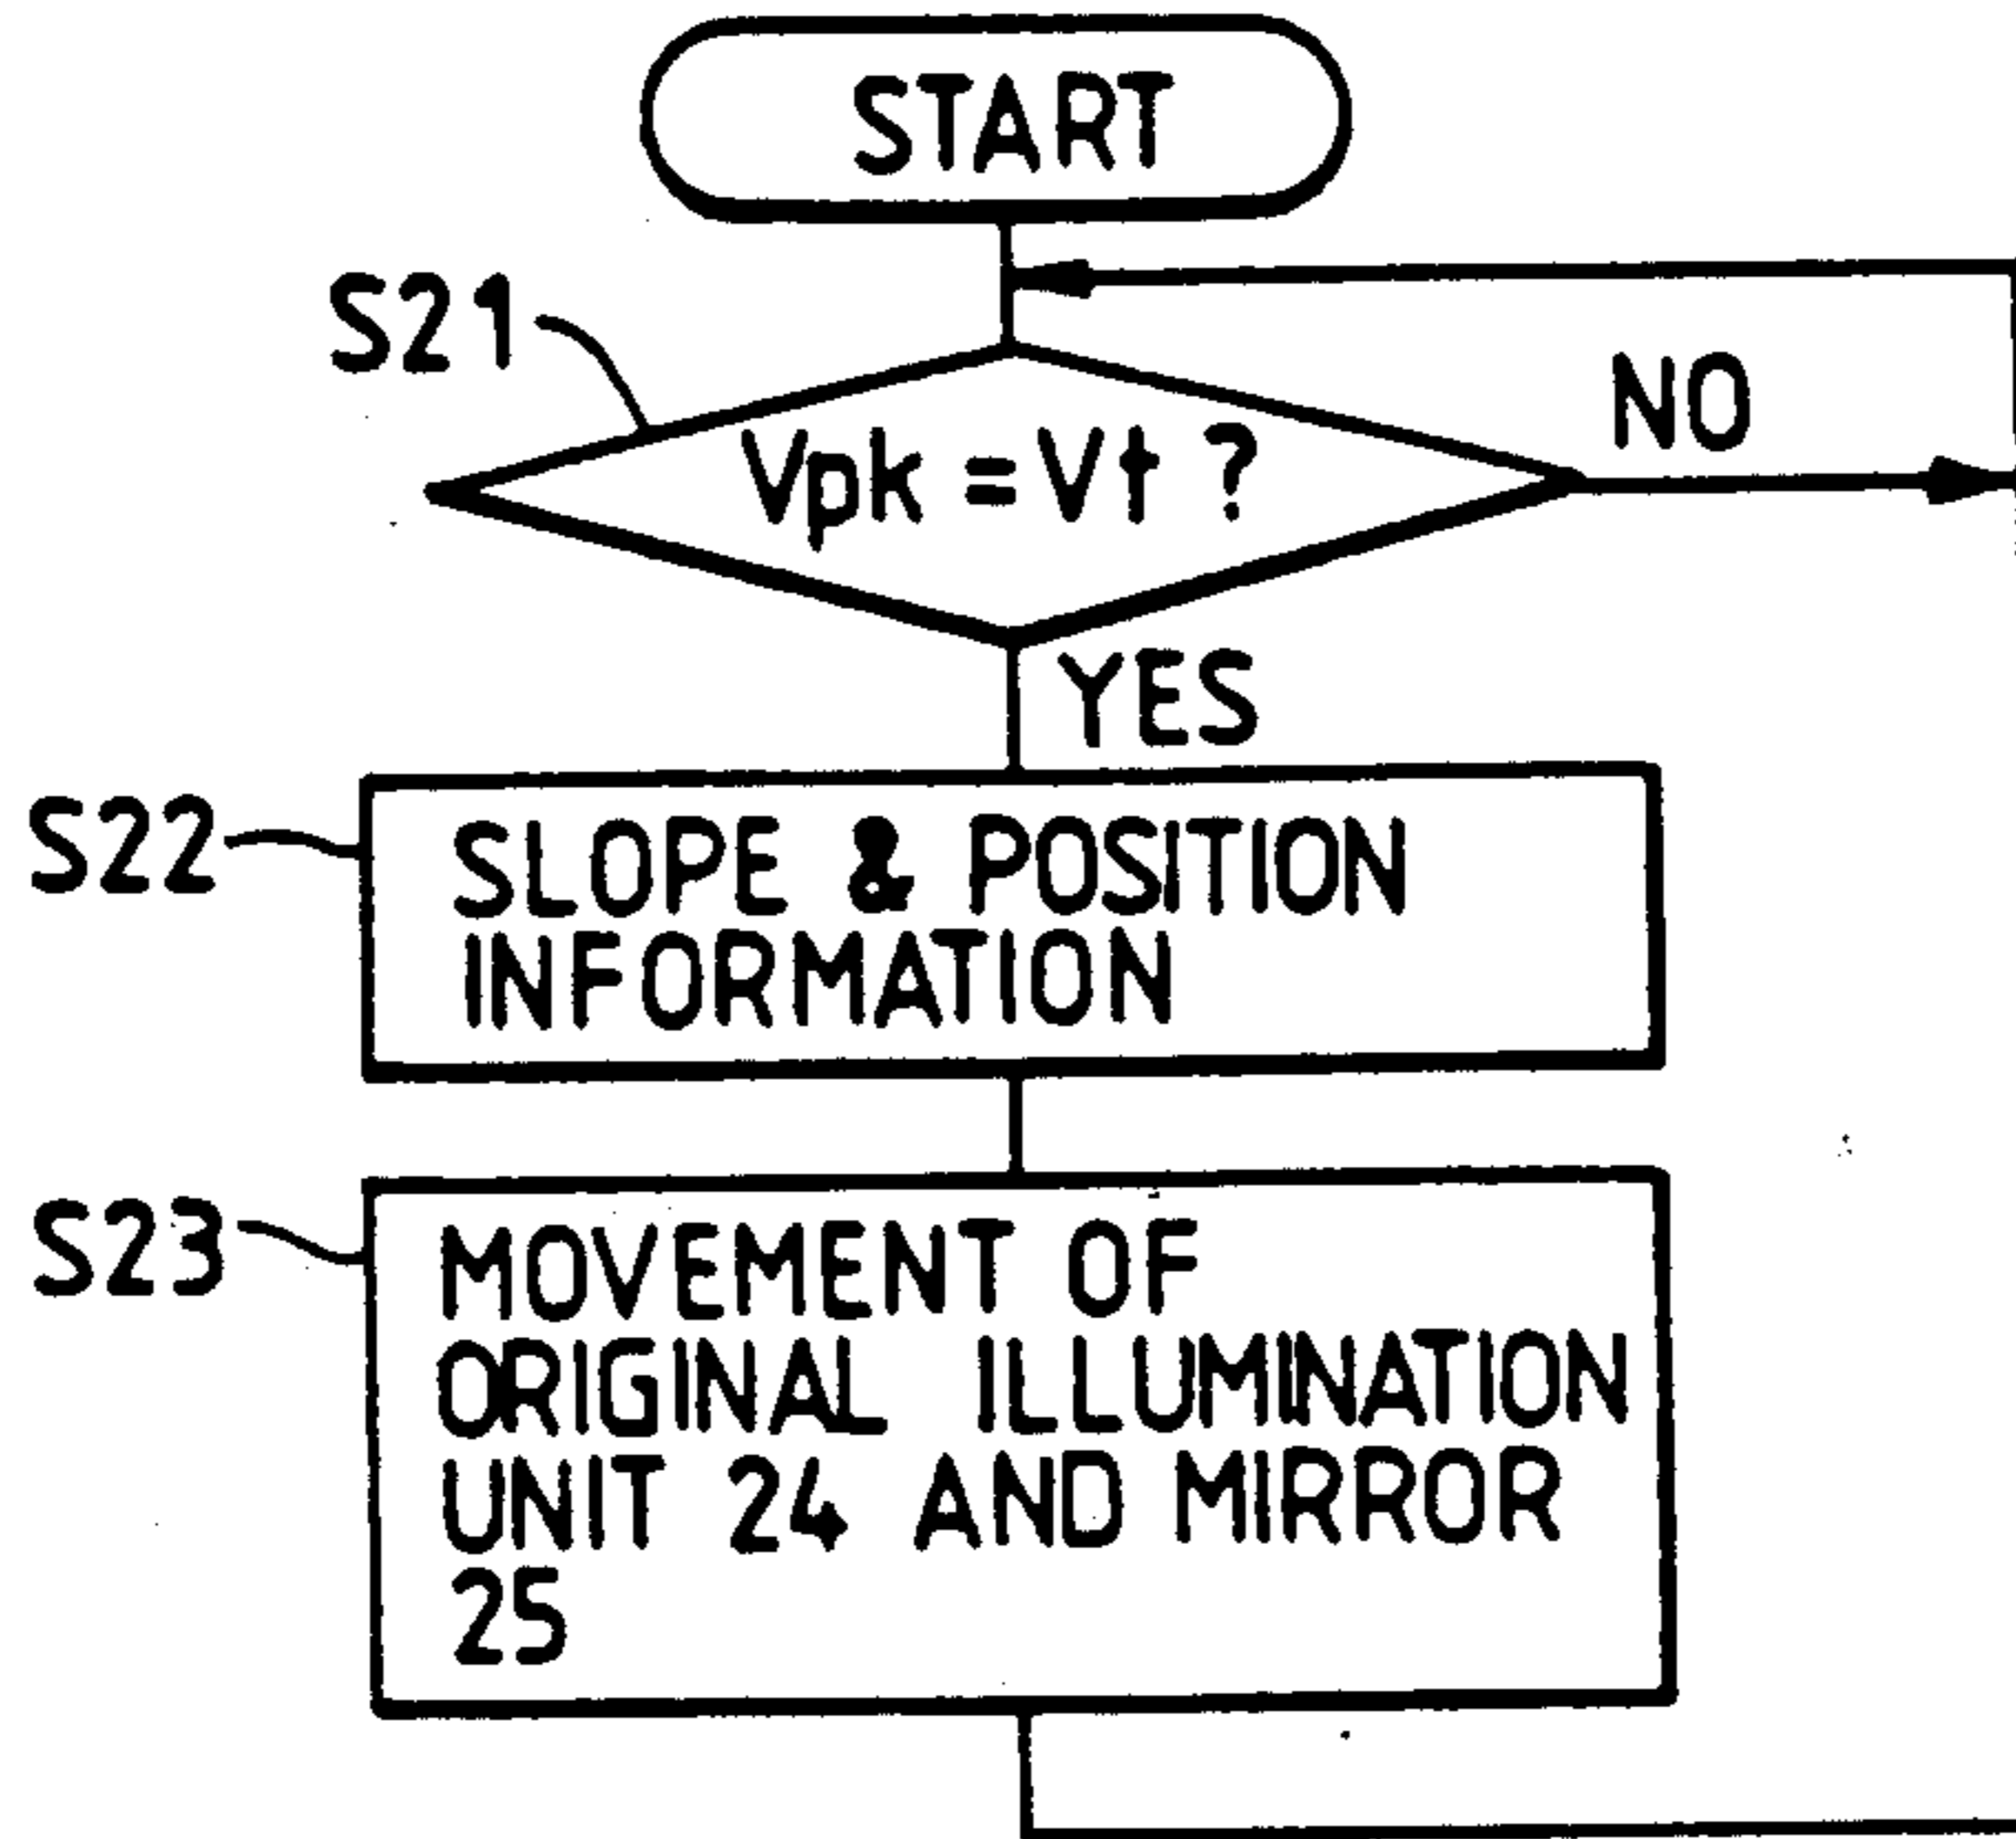 START
S21
NO
Vpk = Vt ?
YES
S22
SLOPE & POSITION
INFORMATION
S23
MOVEMENT OF
ORIGINAL ILLUMINATION
UNIT 24 AND MIRROR
25